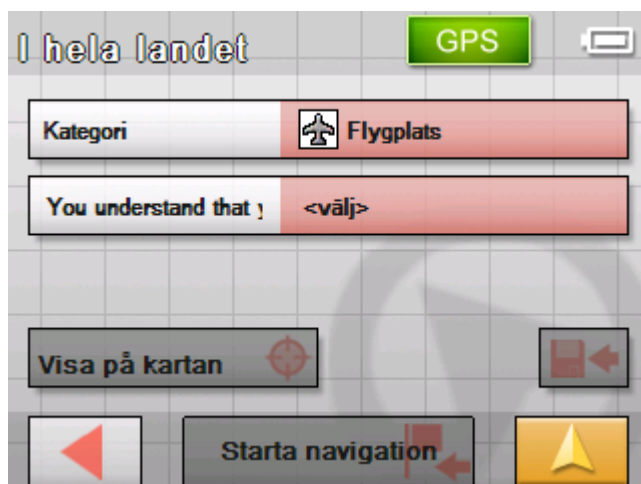 I hela landet
GPS
Kategori
Flygplats
You understand that y
<välj>
Visa på kartan
Starta navigation